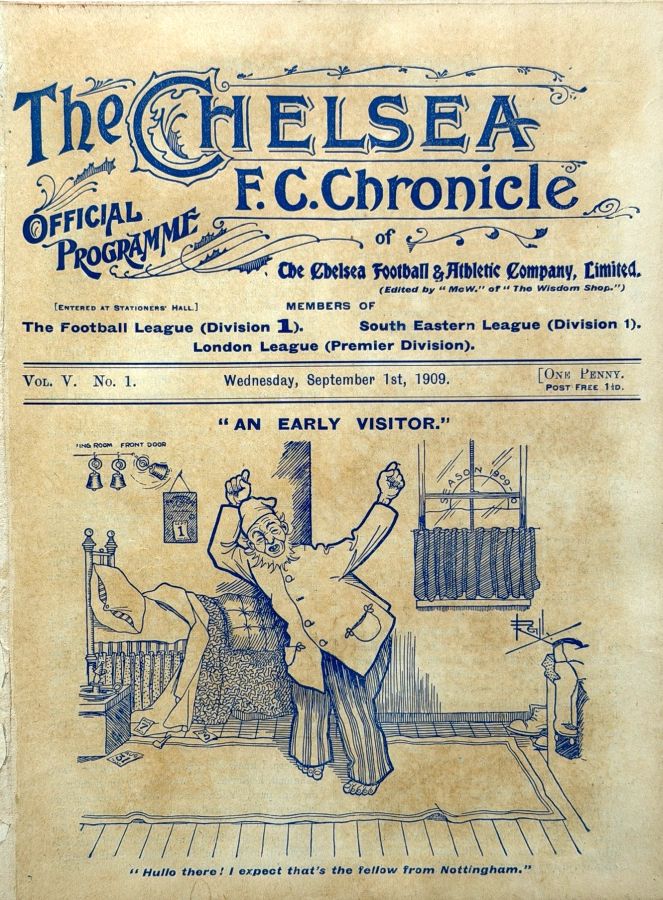 The CHELSEA
F.C. Chronicle
OFFICIAL
PROGRAMME
of
The Chelsea Football & Athletic Company, Limited.
(Edited by "McW." of "The Wisdom Shop.")
[ENTERED AT STATIONERS' HALL.]
MEMBERS OF
The Football League (Division 1). South Eastern League (Division 1).
London League (Premier Division).
VOL. V. No. 1. Wednesday, September 1st, 1909. [ONE PENNY.
POST FREE 1½D.
"AN EARLY VISITOR."
ING ROOM FRONT DOOR
SEASON 1909-10
1
"Hullo there! I expect that's the fellow from Nottingham."